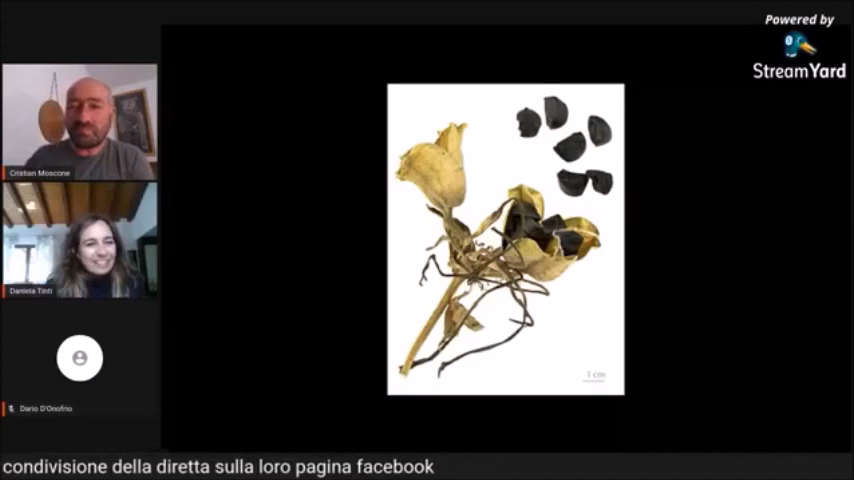 Powered by
StreamYard
Cristian Moscone
Daniela Tinti
Dario D'Onofrio
1 cm
condivisione della diretta sulla loro pagina facebook